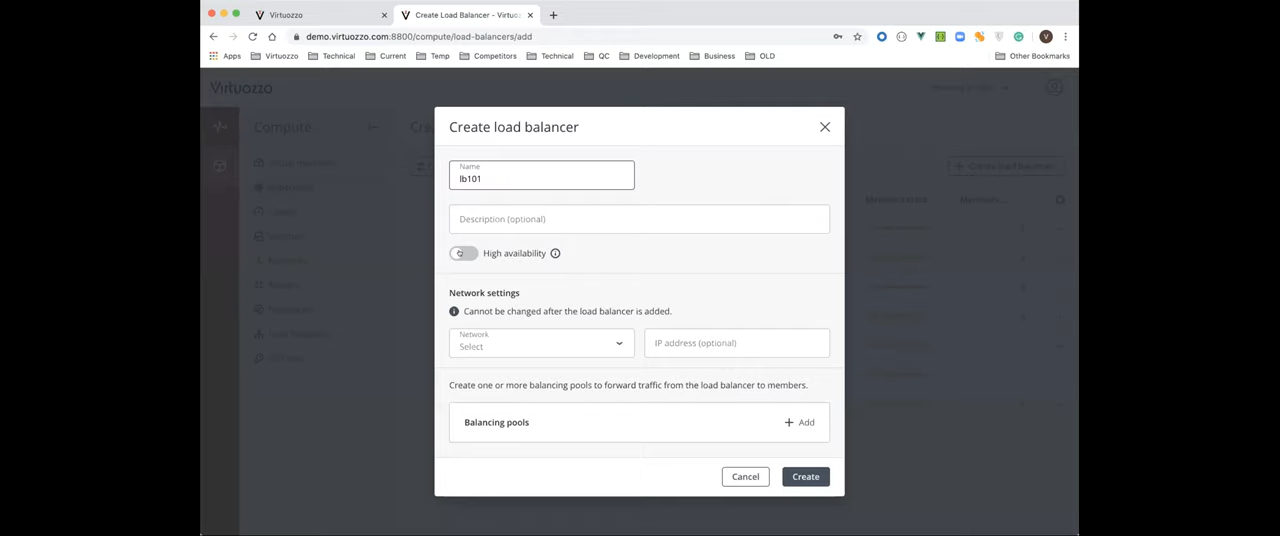 Virtuozzo
Create Load Balancer - Virtuoz
demo.virtuozzo.com:8800/compute/load-balancers/add
Apps Virtuozzo Technical Current Temp Competitors Technical QC Development Business OLD Other Bookmarks
Virtuozzo
Compute
Create load balancer
Name
lb101
Description (optional)
High availability
Network settings
Cannot be changed after the load balancer is added.
Network
Select
IP address (optional)
Create one or more balancing pools to forward traffic from the load balancer to members.
Balancing pools
+ Add
Cancel
Create